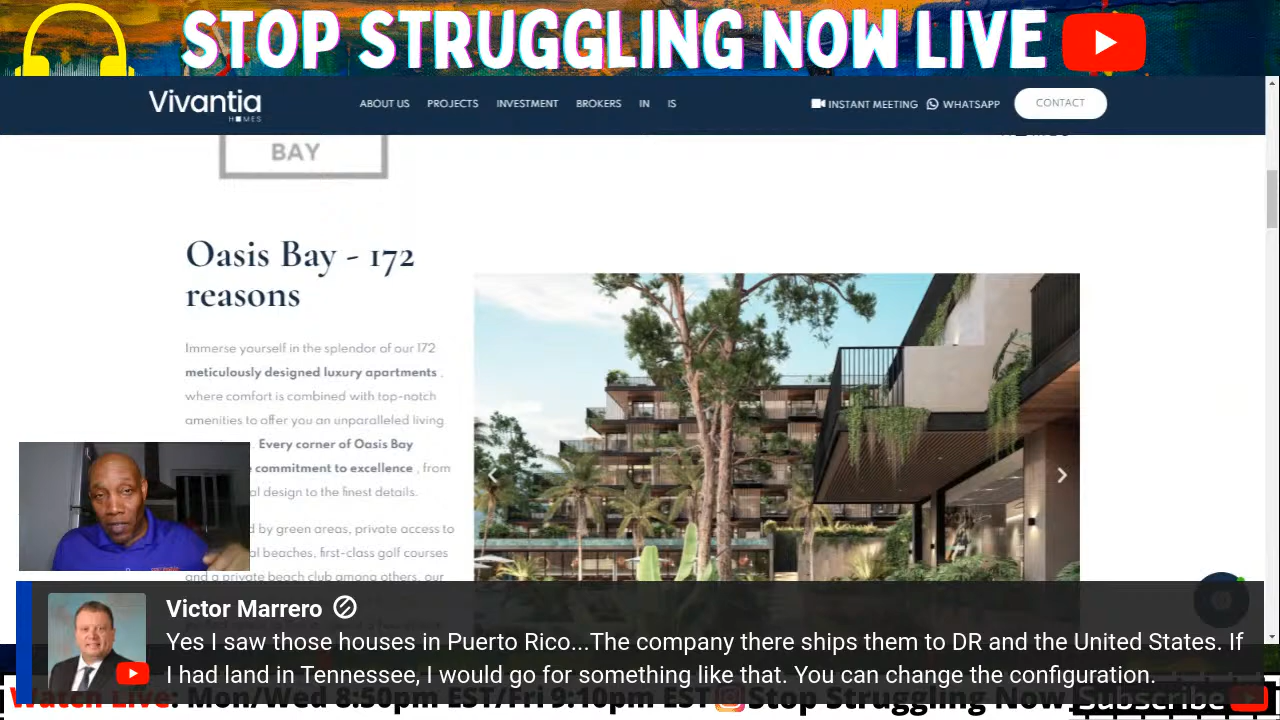 STOP STRUGGLING NOW LIVE
Vivantia
HOMES
ABOUT US PROJECTS INVESTMENT BROKERS IN IS
INSTANT MEETING WHATSAPP CONTACT
BAY
Oasis Bay - 172
reasons
Immerse yourself in the splendor of our 172
meticulously designed luxury apartments ,
where comfort is combined with top-notch
amenities to offer you an unparalleled living
Every corner of Oasis Bay
commitment to excellence , from
design to the finest details.
by green areas, private access to
beaches, first-class golf courses
and a private beach club among others, our
Victor Marrero
Yes I saw those houses in Puerto Rico...The company there ships them to DR and the United States. If
I had land in Tennessee, I would go for something like that. You can change the configuration.
Watch Live: Mon/Wed 8:50pm EST/Fri 9:10pm EST Stop Struggling Now Subscribe